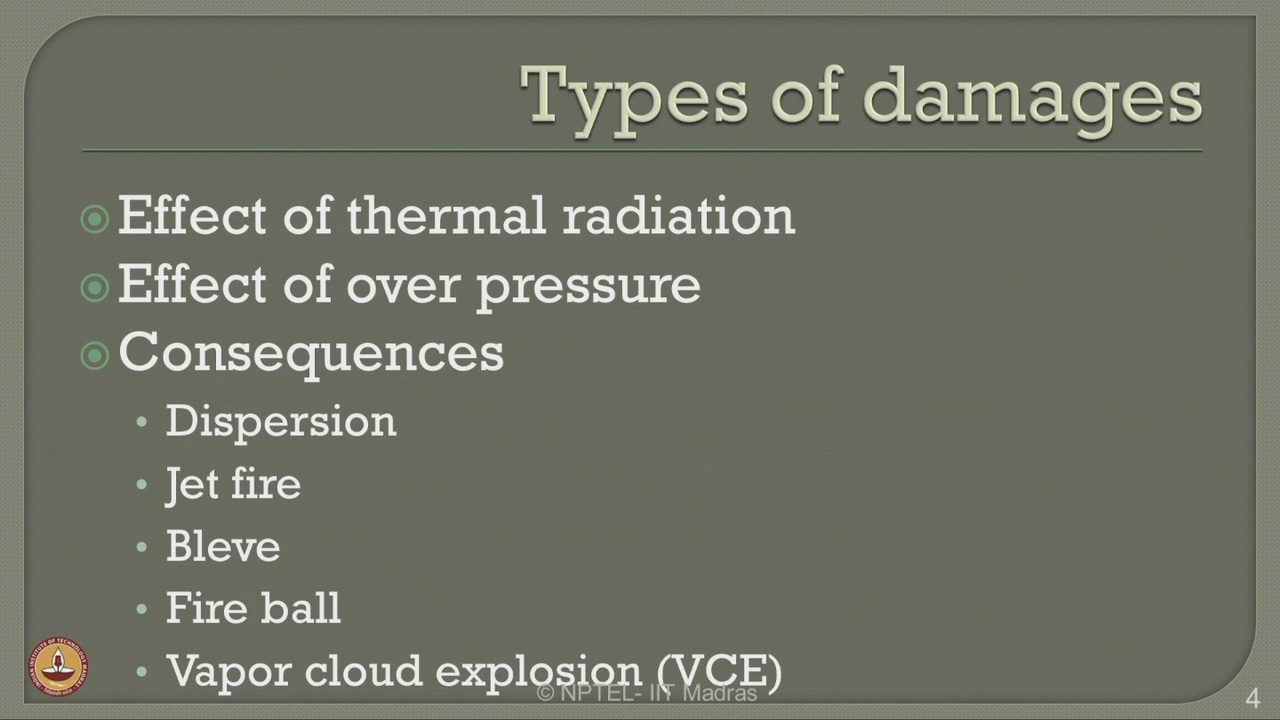 Types of damages
Effect of thermal radiation
Effect of over pressure
Consequences
• Dispersion
• Jet fire
• Bleve
• Fire ball
• Vapor cloud explosion (VCE)
© NPTEL- IIT Madras
4